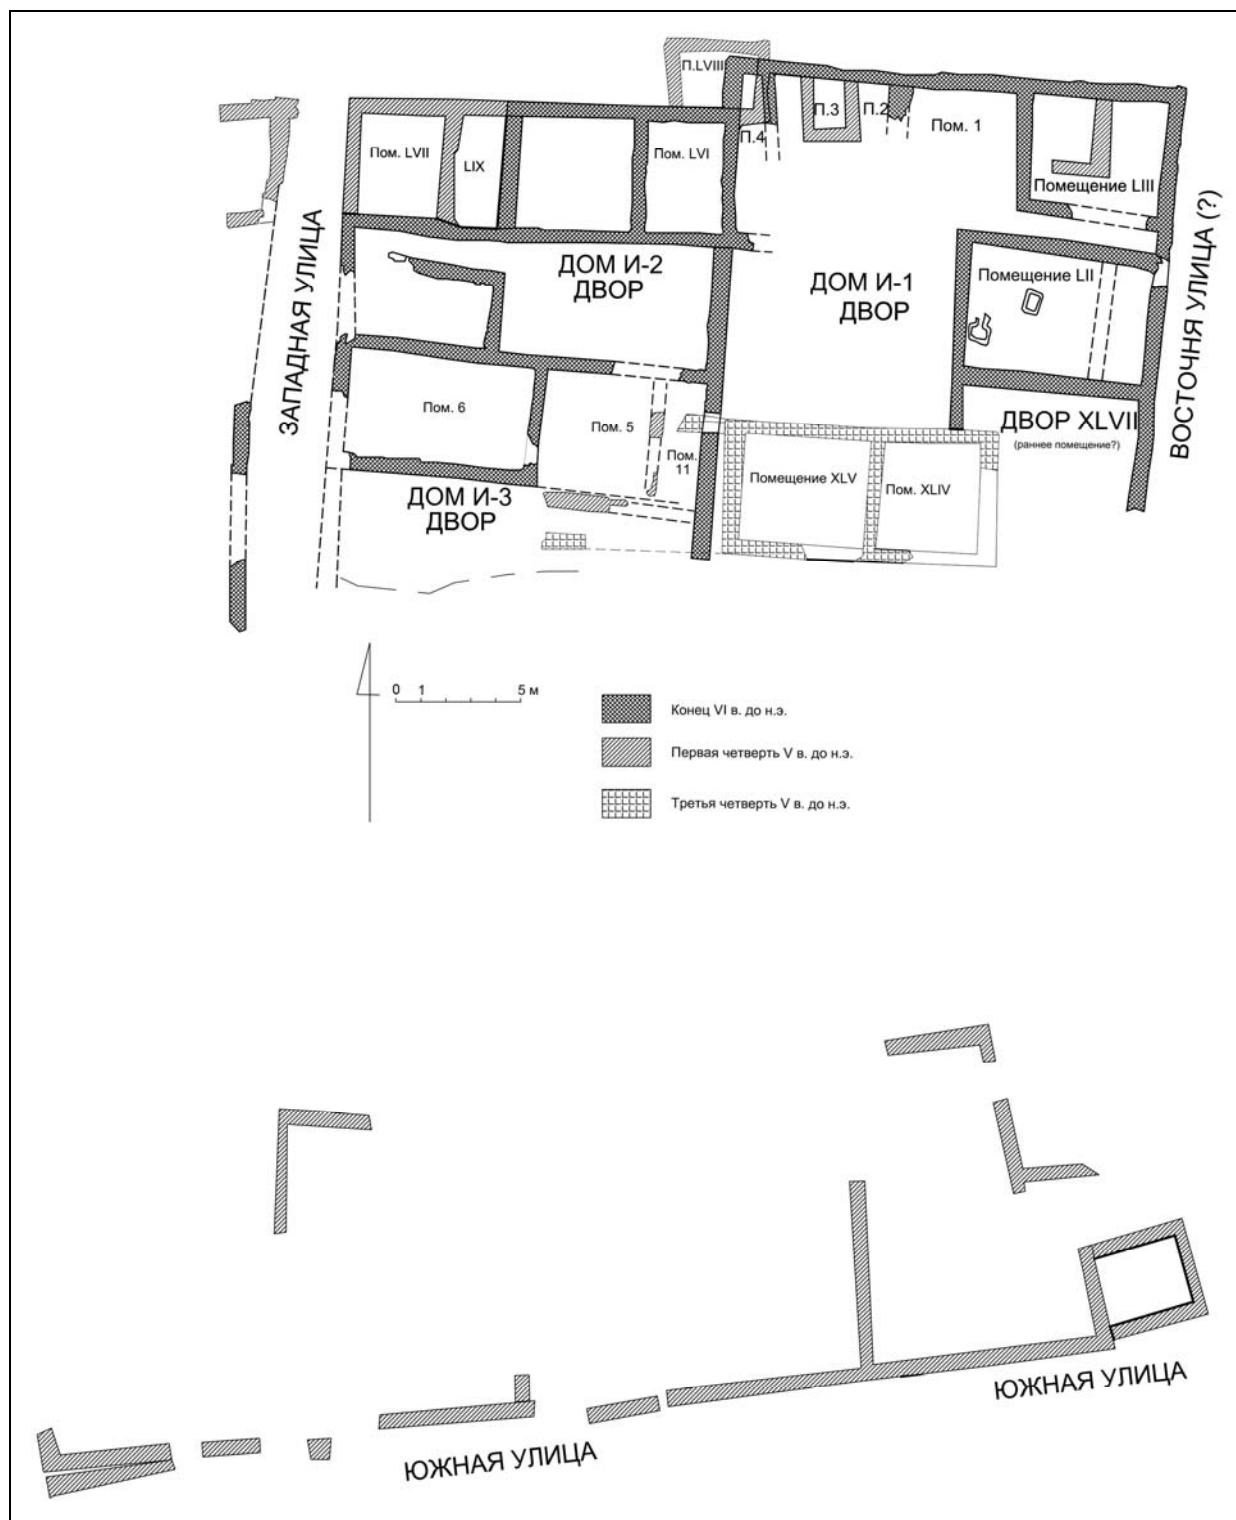 П.LVIII
П.3
П.2
Пом. 1
П.4
Пом. LVII
LIX
Пом. LVI
Помещение LIII
ЗАПАДНАЯ УЛИЦА
ДОМ И-2
ДВОР
ДОМ И-1
ДВОР
Помещение LII
ВОСТОЧНЯ УЛИЦА (?)
Пом. 6
Пом. 5
Пом.
11
ДВОР XLVII
(раннее помещение?)
Помещение XLV
Пом. XLIV
ДОМ И-3
ДВОР
0 1 5 м
Конец VI в. до н.э.
Первая четверть V в. до н.э.
Третья четверть V в. до н.э.
ЮЖНАЯ УЛИЦА
ЮЖНАЯ УЛИЦА